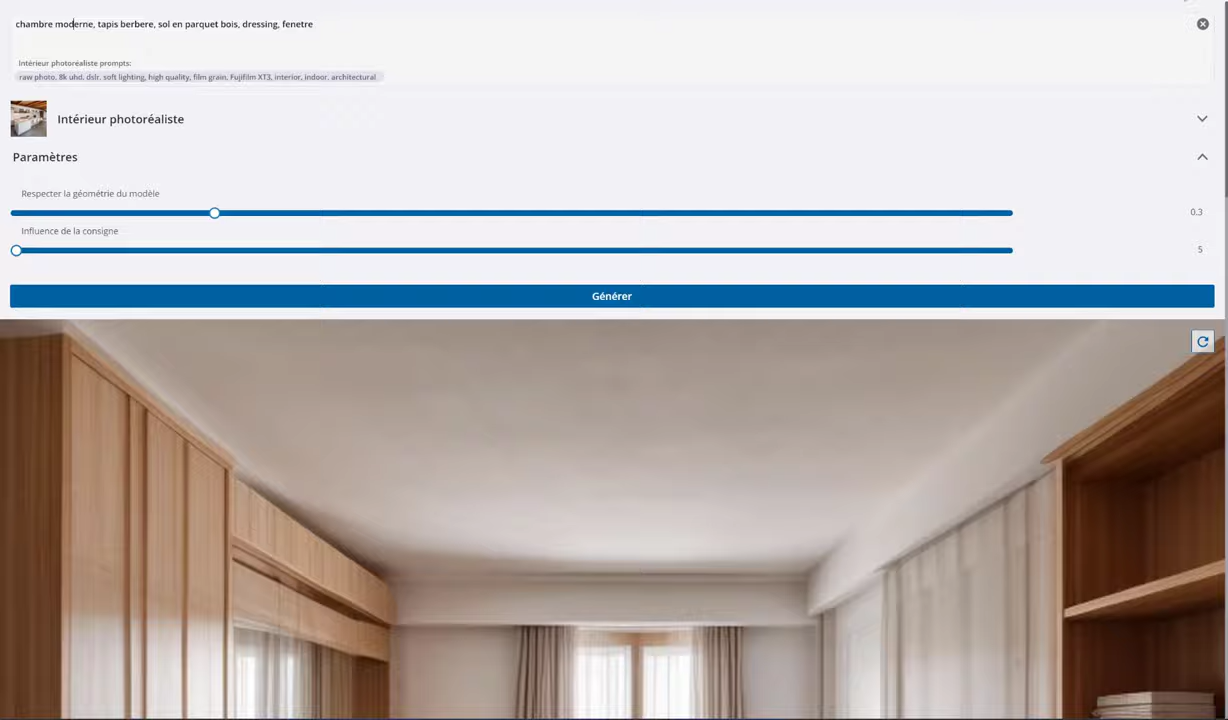 chambre moderne, tapis berbere, sol en parquet bois, dressing, fenetre
Intérieur photoréaliste prompts:
raw photo, 8k uhd, dslr, soft lighting, high quality, film grain, Fujifilm XT3, interior, indoor, architectural
Intérieur photoréaliste
Paramètres
Respecter la géométrie du modèle
0.3
Influence de la consigne
5
Générer